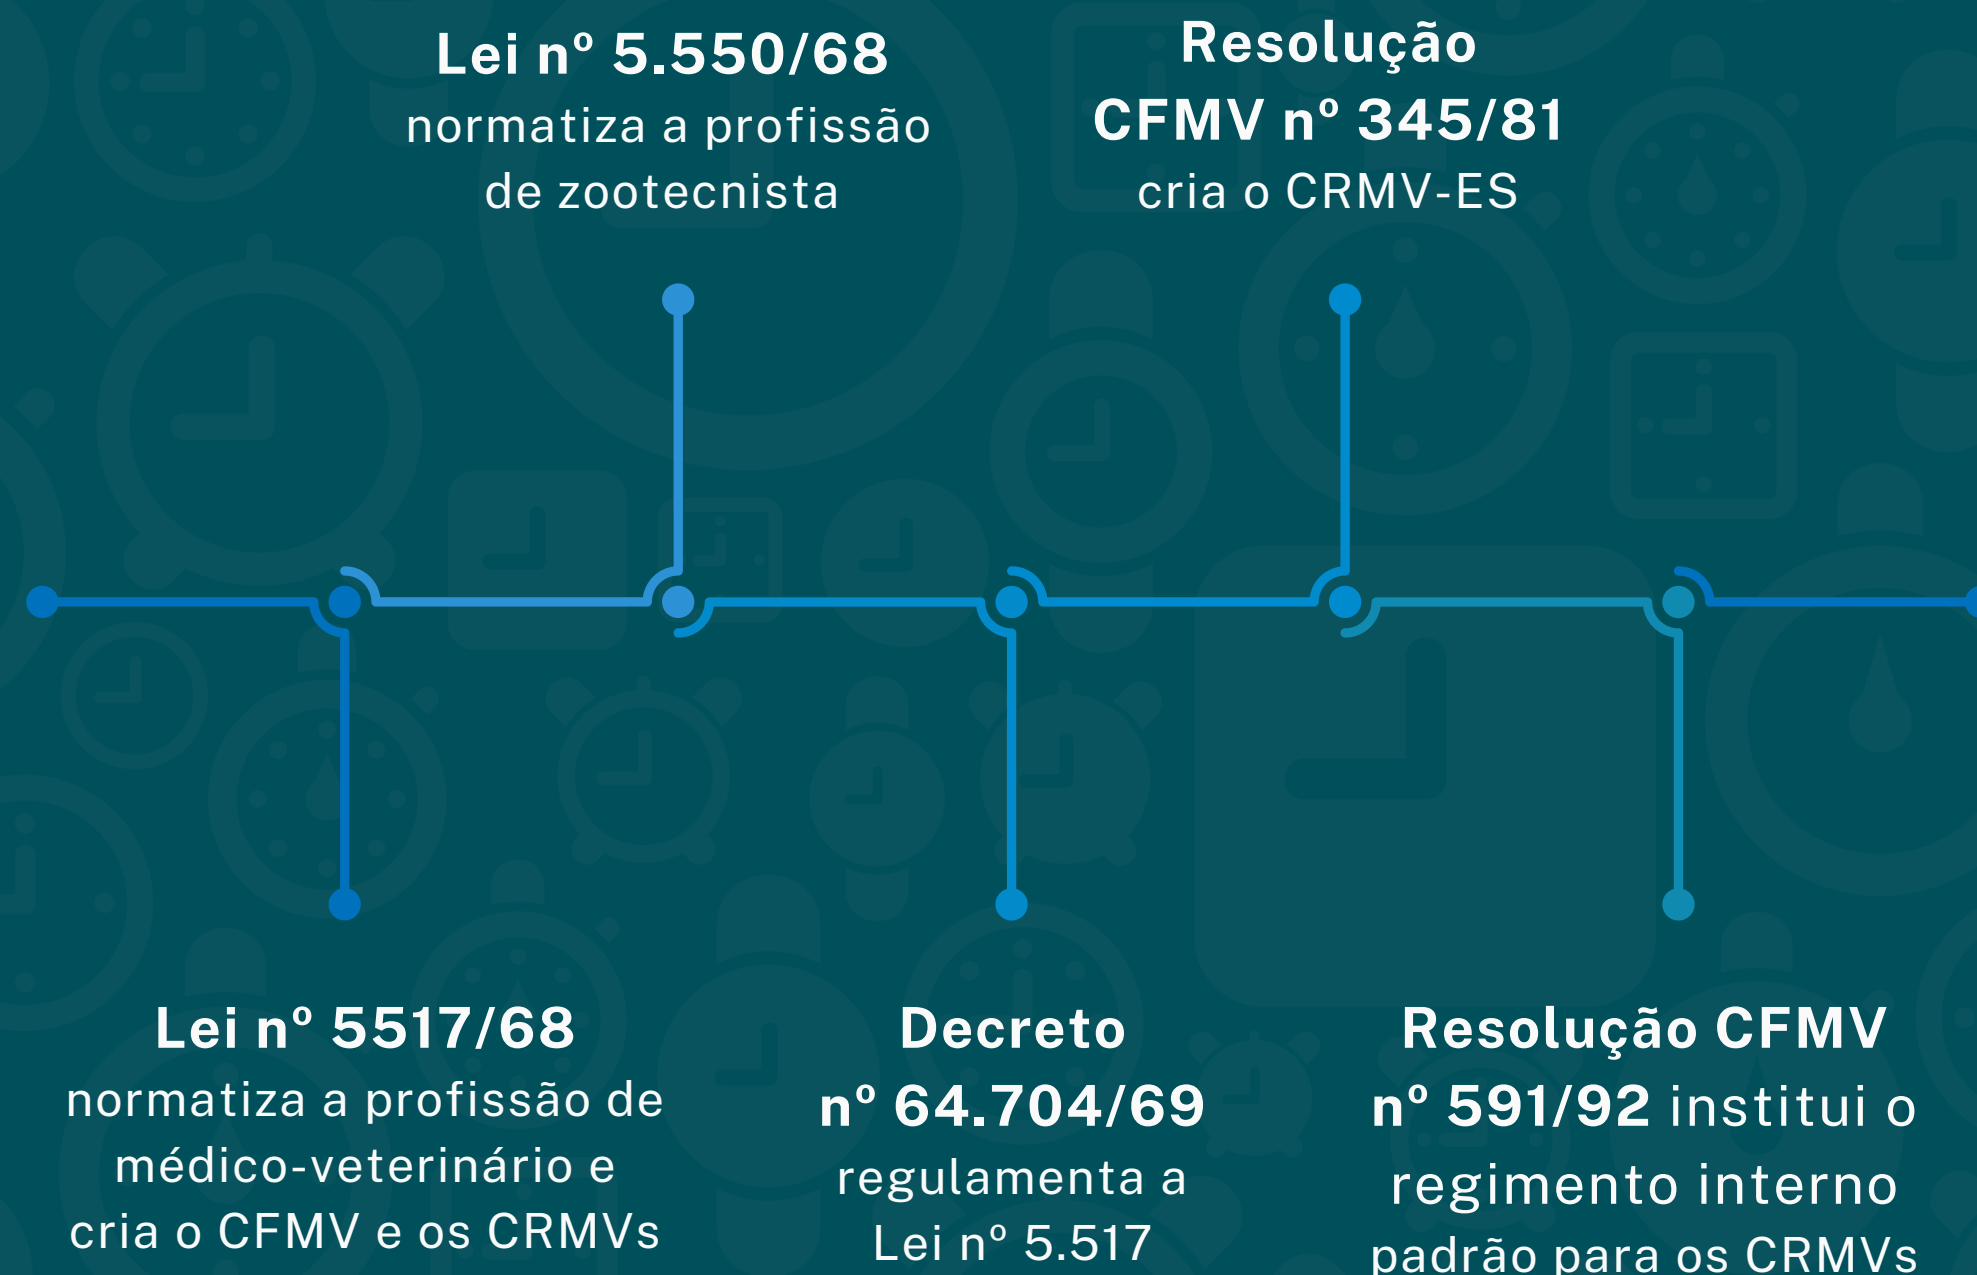 Lei nº 5.550/68
normatiza a profissão
de zootecnista
Resolução
CFMV nº 345/81
cria o CRMV-ES
Lei nº 5517/68
normatiza a profissão de
médico-veterinário e
cria o CFMV e os CRMVs
Decreto
nº 64.704/69
regulamenta a
Lei nº 5.517
Resolução CFMV
nº 591/92 institui o
regimento interno
padrão para os CRMVs